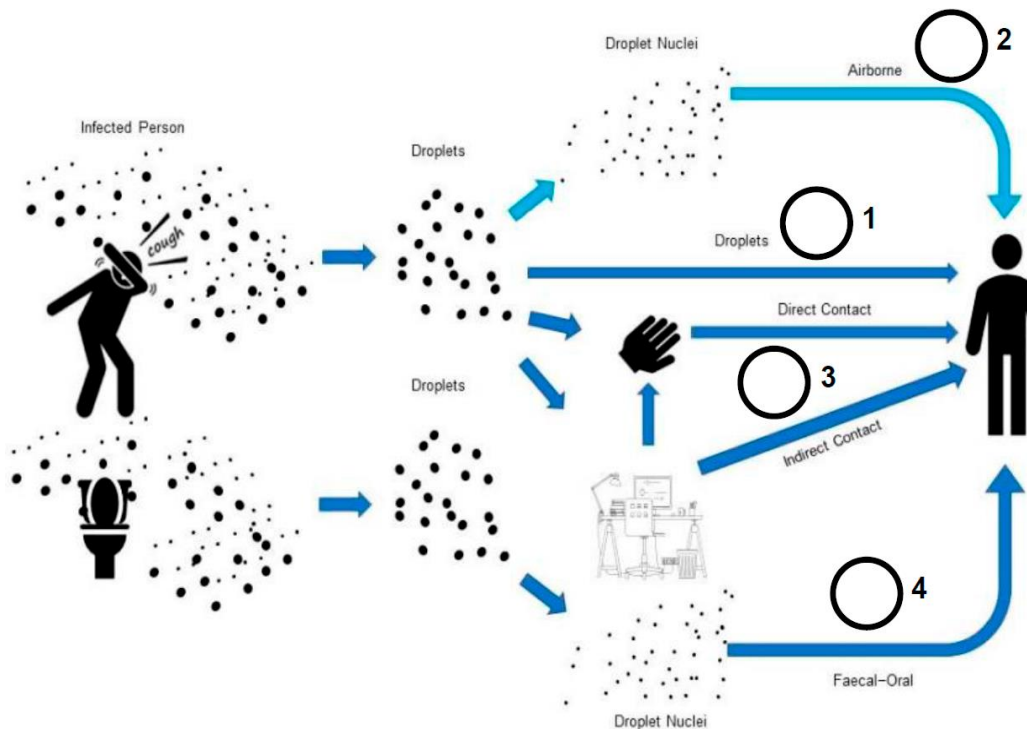 Droplet Nuclei
2
Airborne
Infected Person
Droplets
cough
1
Droplets
Direct Contact
3
Droplets
Indirect Contact
4
Faecal-Oral
Droplet Nuclei